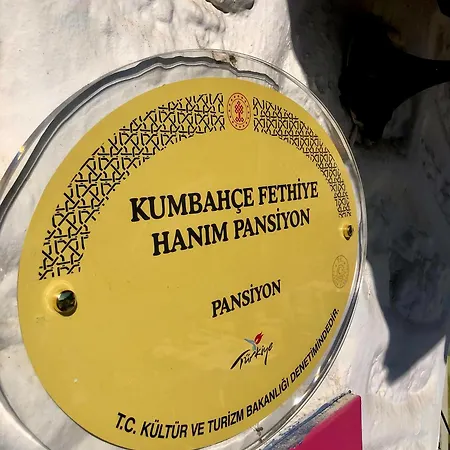 KUMBAHÇE FETHİYE
HANIM PANSİYON
PANSİYON
Türkiye
T.C. KÜLTÜR VE TURİZM BAKANLIĞI DENETİMİNDEDİR.